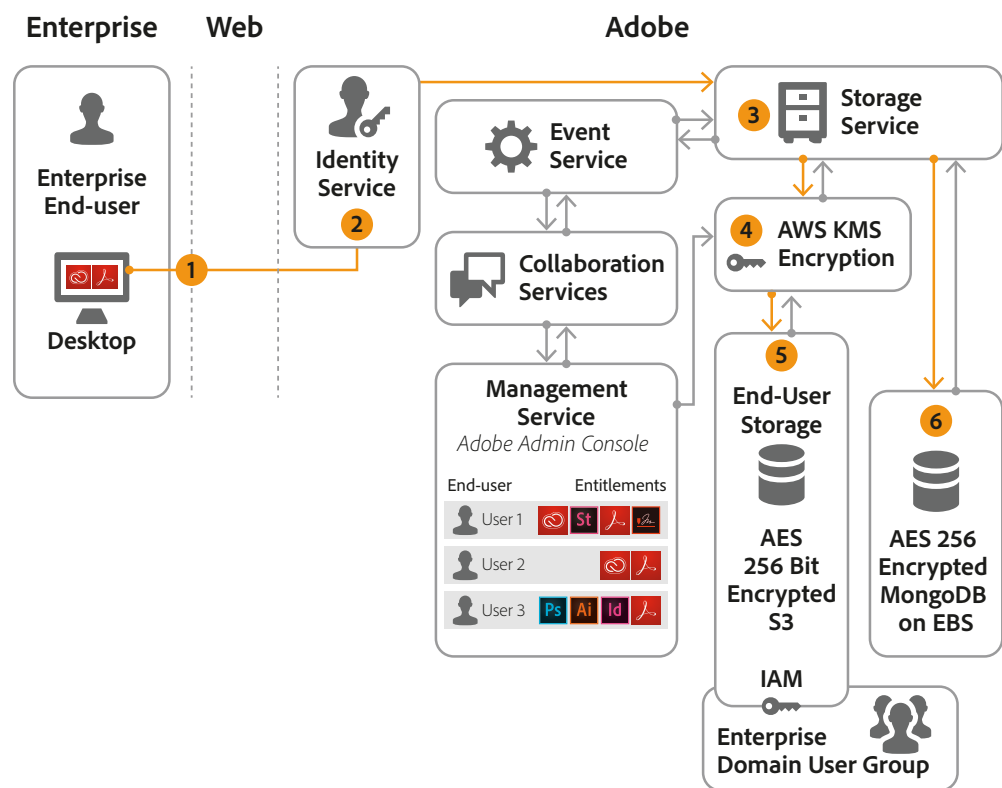 Enterprise
Web
Adobe
Enterprise
End-user
1
Desktop
Identity
Service
2
Event
Service
Collaboration
Services
Management
Service
Adobe Admin Console
End-user
Entitlements
User 1
St
User 2
User 3
Ps
Ai
Id
3
Storage
Service
4
AWS KMS
Encryption
5
End-User
Storage
AES
256 Bit
Encrypted
S3
IAM
Enterprise
Domain User Group
6
AES 256
Encrypted
MongoDB
on EBS